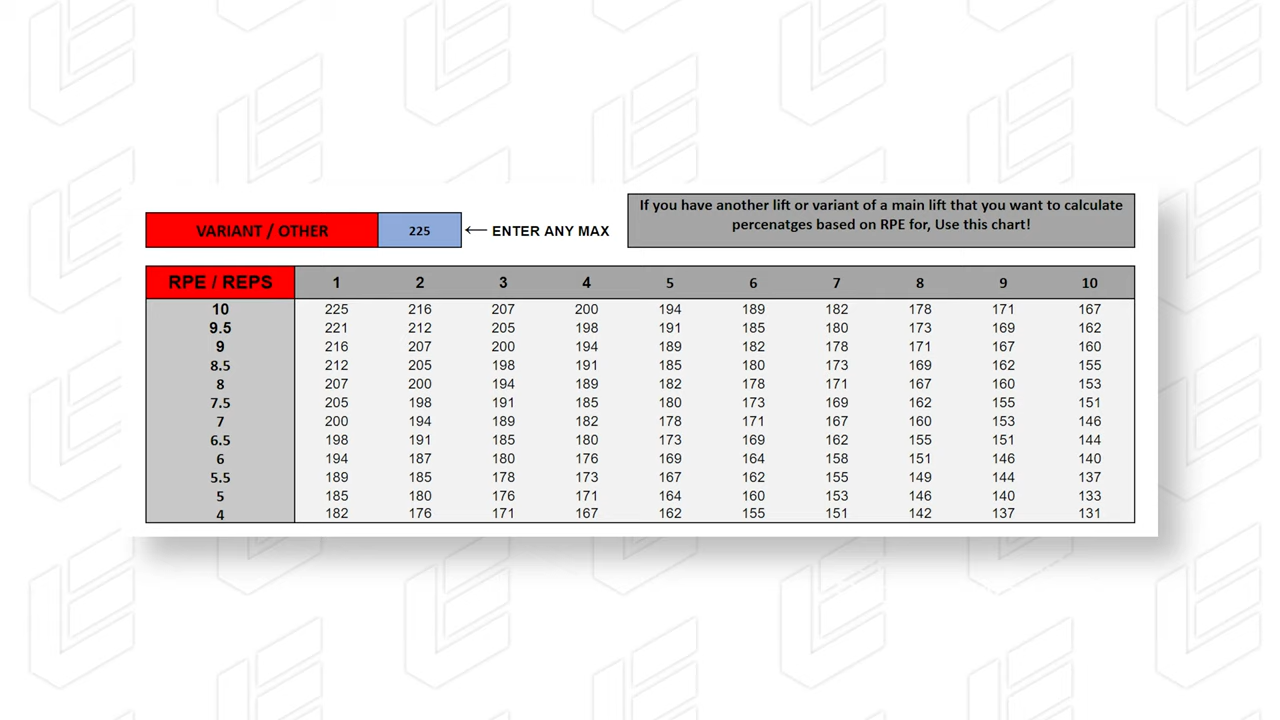 If you have another lift or variant of a main lift that you want to calculate
percenatges based on RPE for, Use this chart!
VARIANT / OTHER 225 ← ENTER ANY MAX
RPE / REPS 1 2 3 4 5 6 7 8 9 10
10 225 216 207 200 194 189 182 178 171 167
9.5 221 212 205 198 191 185 180 173 169 162
9 216 207 200 194 189 182 178 171 167 160
8.5 212 205 198 191 185 180 173 169 162 155
8 207 200 194 189 182 178 171 167 160 153
7.5 205 198 191 185 180 173 169 162 155 151
7 200 194 189 182 178 171 167 160 153 146
6.5 198 191 185 180 173 169 162 155 151 144
6 194 187 180 176 169 164 158 151 146 140
5.5 189 185 178 173 167 162 155 149 144 137
5 185 180 176 171 164 160 153 146 140 133
4 182 176 171 167 162 155 151 142 137 131